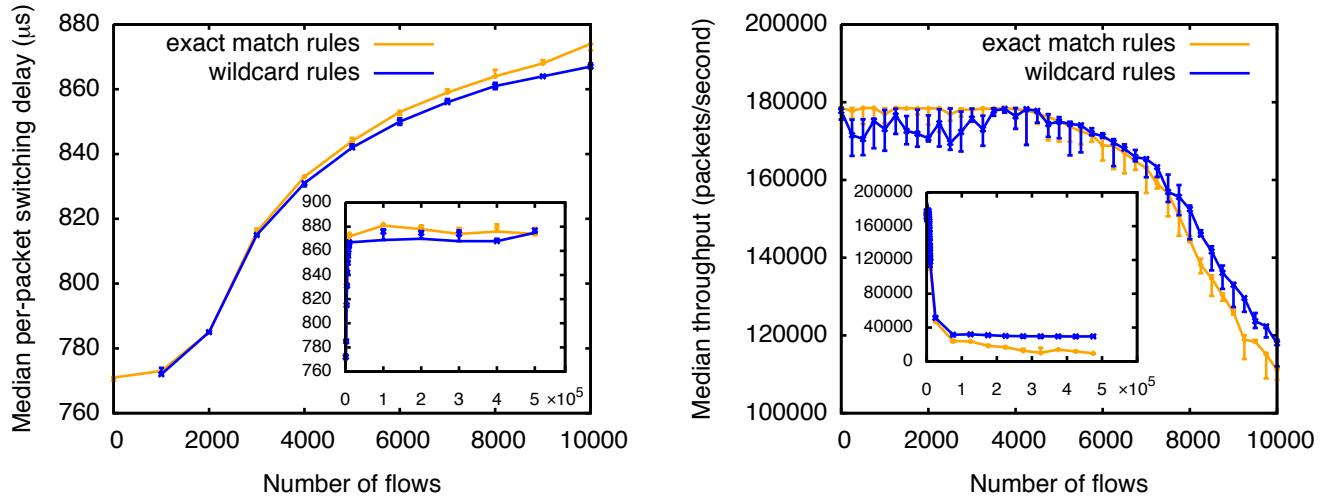 Median per-packet switching delay (μs)
880
860
840
820
800
780
760
exact match rules
wildcard rules
900
880
860
840
820
800
780
760
0 1 2 3 4 5 ×10⁵
0 2000 4000 6000 8000 10000
Number of flows
Median throughput (packets/second)
200000
180000
160000
140000
120000
100000
exact match rules
wildcard rules
200000
160000
120000
80000
40000
0
0 1 2 3 4 5 ×10⁵
0 2000 4000 6000 8000 10000
Number of flows